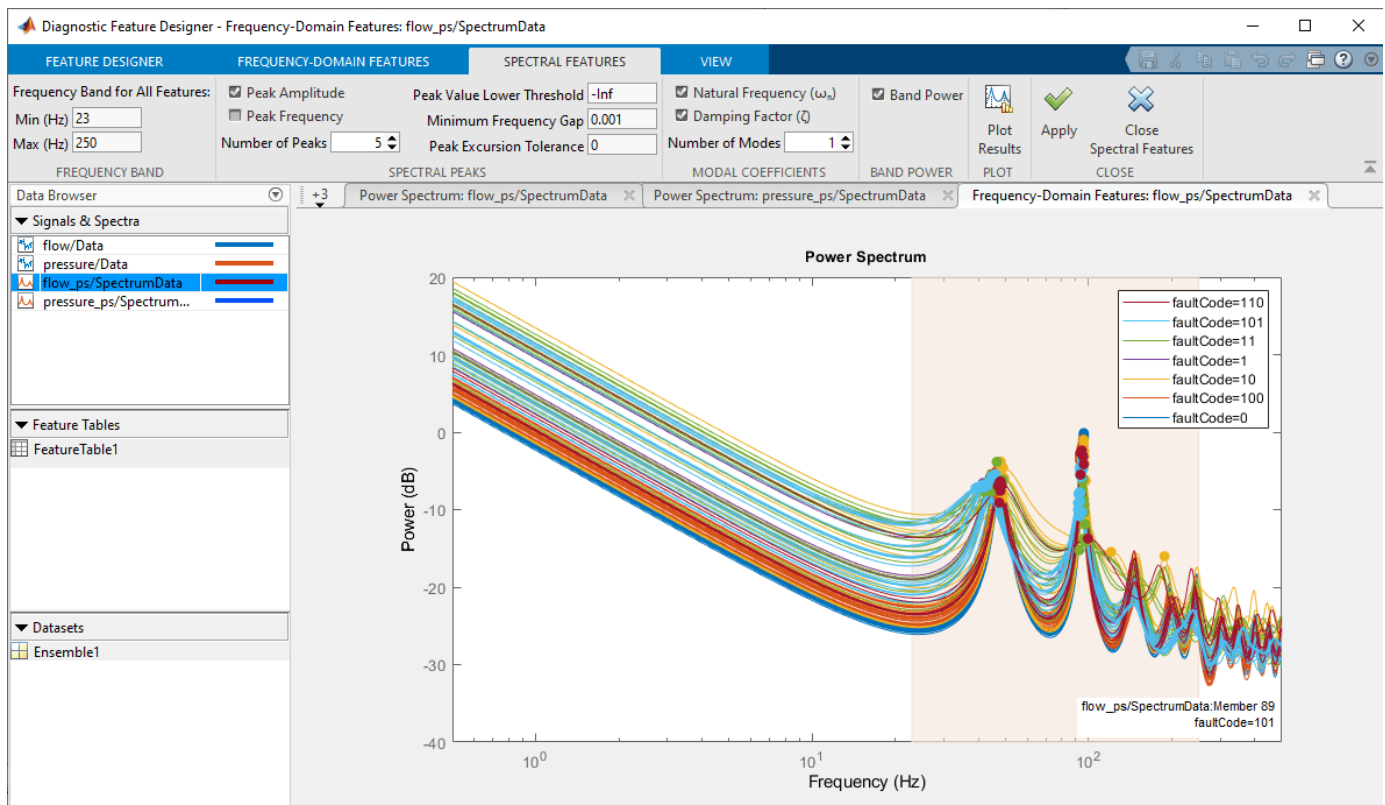 Diagnostic Feature Designer - Frequency-Domain Features: flow_ps/SpectrumData
FEATURE DESIGNER
FREQUENCY-DOMAIN FEATURES
SPECTRAL FEATURES
VIEW
Frequency Band for All Features:
Min (Hz) 23
Max (Hz) 250
FREQUENCY BAND
Peak Amplitude
Peak Frequency
Number of Peaks 5
Peak Value Lower Threshold -Inf
Minimum Frequency Gap 0.001
Peak Excursion Tolerance 0
SPECTRAL PEAKS
Natural Frequency (ωₙ)
Damping Factor (ζ)
Number of Modes 1
MODAL COEFFICIENTS
Band Power
BAND POWER
Plot
Results
PLOT
Apply
Close
Spectral Features
CLOSE
Data Browser
Signals & Spectra
flow/Data
pressure/Data
flow_ps/SpectrumData
pressure_ps/Spectrum...
Feature Tables
FeatureTable1
Datasets
Ensemble1
+3
Power Spectrum: flow_ps/SpectrumData
Power Spectrum: pressure_ps/SpectrumData
Frequency-Domain Features: flow_ps/SpectrumData
Power Spectrum
20
10
0
-10
-20
-30
-40
Power (dB)
faultCode=110
faultCode=101
faultCode=11
faultCode=1
faultCode=10
faultCode=100
faultCode=0
flow_ps/SpectrumData:Member 89
faultCode=101
10⁰
10¹
10²
Frequency (Hz)